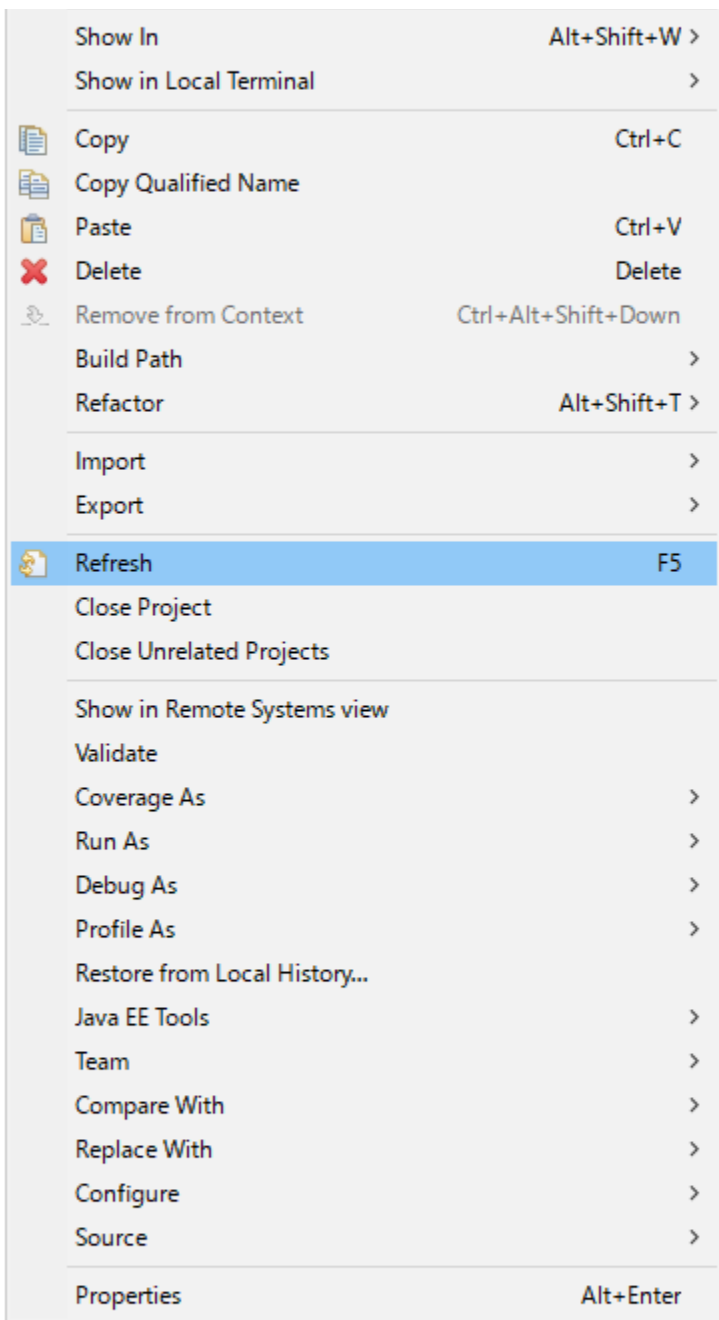 Show In Alt+Shift+W >
Show in Local Terminal >
Copy Ctrl+C
Copy Qualified Name
Paste Ctrl+V
Delete Delete
Remove from Context Ctrl+Alt+Shift+Down
Build Path >
Refactor Alt+Shift+T >
Import >
Export >
Refresh F5
Close Project
Close Unrelated Projects
Show in Remote Systems view
Validate
Coverage As >
Run As >
Debug As >
Profile As >
Restore from Local History...
Java EE Tools >
Team >
Compare With >
Replace With >
Configure >
Source >
Properties Alt+Enter